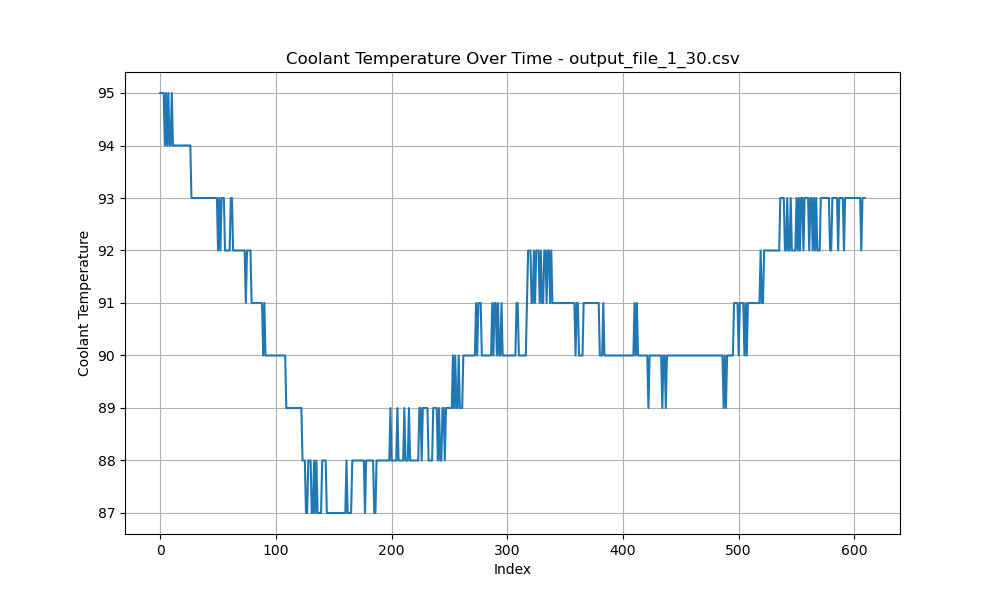 Coolant Temperature Over Time - output_file_1_30.csv
95
94
93
92
91
90
89
88
87
Coolant Temperature
0 100 200 300 400 500 600
Index